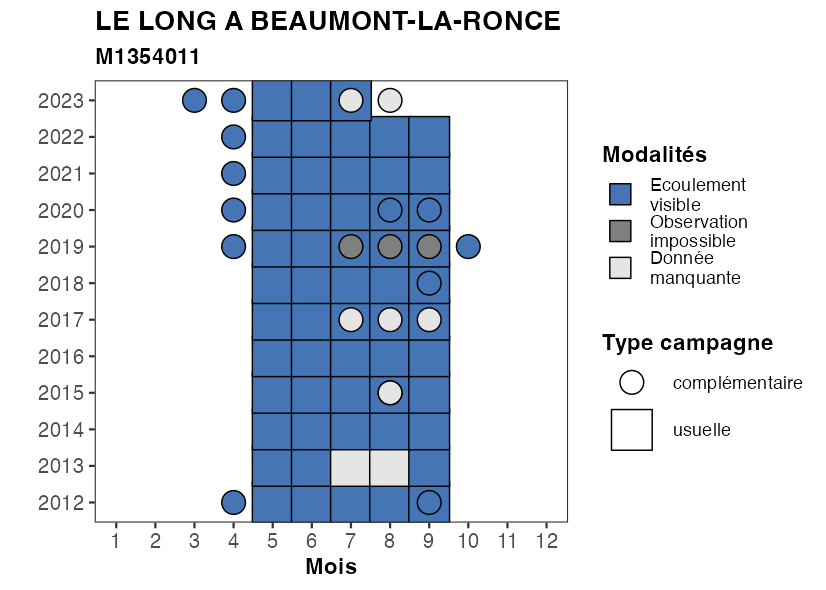 LE LONG A BEAUMONT-LA-RONCE
M1354011
2023
2022
2021
2020
2019
2018
2017
2016
2015
2014
2013
2012
1 2 3 4 5 6 7 8 9 10 11 12
Mois
Modalités
Ecoulement
visible
Observation
impossible
Donnée
manquante
Type campagne
complémentaire
usuelle